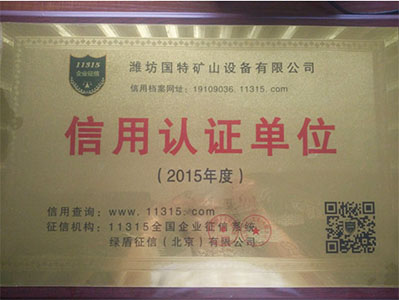 11315
企业征信
潍坊国特矿山设备有限公司
信用档案网址：19109036.11315.com
信用认证单位
（2015年度）
信用查询：www.11315.com
征信机构：11315全国企业征信系统
绿盾征信（北京）有限公司